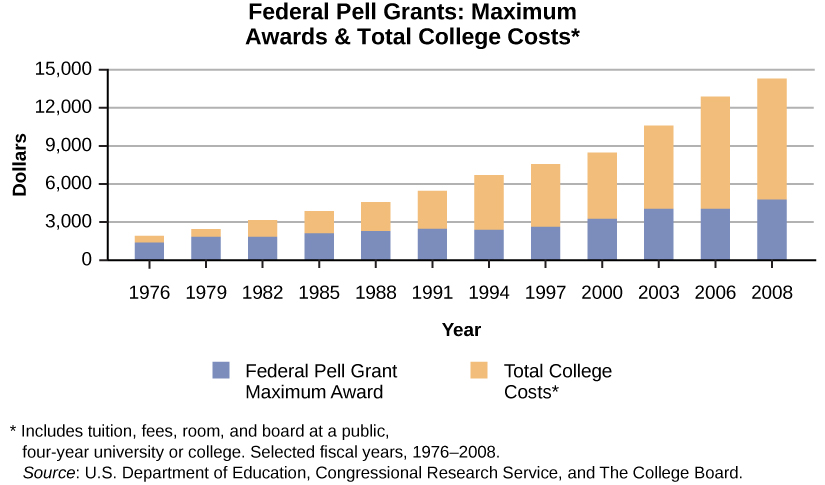 Federal Pell Grants: Maximum
Awards & Total College Costs*
15,000
12,000
9,000
6,000
3,000
0
Dollars
1976 1979 1982 1985 1988 1991 1994 1997 2000 2003 2006 2008
Year
Federal Pell Grant
Maximum Award
Total College
Costs*
* Includes tuition, fees, room, and board at a public,
four-year university or college. Selected fiscal years, 1976–2008.
Source: U.S. Department of Education, Congressional Research Service, and The College Board.